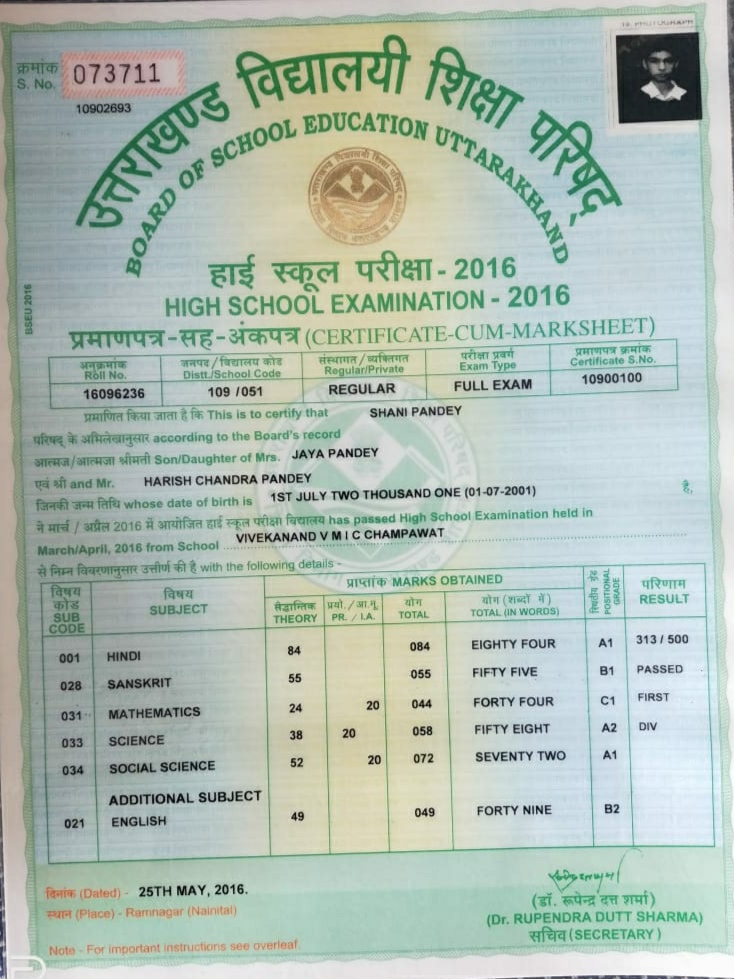 IS PHOTOGRAPH
क्रमांक
S. No. 073711
10902693
उत्तराखण्ड विद्यालयी शिक्षा परिषद्
BOARD OF SCHOOL EDUCATION UTTARAKHAND
हाई स्कूल परीक्षा - 2016
HIGH SCHOOL EXAMINATION - 2016
BSEU 2016
प्रमाणपत्र-सह-अंकपत्र (CERTIFICATE-CUM-MARKSHEET)
अनुक्रमांक जनपद / विद्यालय कोड संस्थागत / व्यक्तिगत परीक्षा प्रवर्ग प्रमाणपत्र क्रमांक
Roll No. Distt./School Code Regular/Private Exam Type Certificate S.No.
16096236 109 /051 REGULAR FULL EXAM 10900100
प्रमाणित किया जाता है कि This is to certify that SHANI PANDEY
परिषद् के अभिलेखानुसार according to the Board's record
आत्मज/आत्मजा श्रीमती Son/Daughter of Mrs. JAYA PANDEY
एवं श्री and Mr. HARISH CHANDRA PANDEY
जिनकी जन्म तिथि whose date of birth is 1ST JULY TWO THOUSAND ONE (01-07-2001) है,
ने मार्च / अप्रैल 2016 में आयोजित हाई स्कूल परीक्षा विद्यालय has passed High School Examination held in
March/April, 2016 from School VIVEKANAND V M I C CHAMPAWAT
से निम्न विवरणानुसार उत्तीर्ण की है with the following details -
विषय कोड SUB CODE विषय SUBJECT प्राप्तांक MARKS OBTAINED स्थितीय ग्रेड POSITIONAL GRADE परिणाम RESULT
सैद्धान्तिक THEORY प्रयो. / आ.मू. PR. / I.A. योग TOTAL योग (शब्दों में) TOTAL (IN WORDS)
001 HINDI 84 084 EIGHTY FOUR A1 313 / 500
028 SANSKRIT 55 055 FIFTY FIVE B1 PASSED
031 MATHEMATICS 24 20 044 FORTY FOUR C1 FIRST
033 SCIENCE 38 20 058 FIFTY EIGHT A2 DIV
034 SOCIAL SCIENCE 52 20 072 SEVENTY TWO A1
ADDITIONAL SUBJECT
021 ENGLISH 49 049 FORTY NINE B2
दिनांक (Dated) - 25TH MAY, 2016.
स्थान (Place) - Ramnagar (Nainital)
(डॉ. रूपेन्द्र दत्त शर्मा)
(Dr. RUPENDRA DUTT SHARMA)
सचिव (SECRETARY)
Note - For important instructions see overleaf.